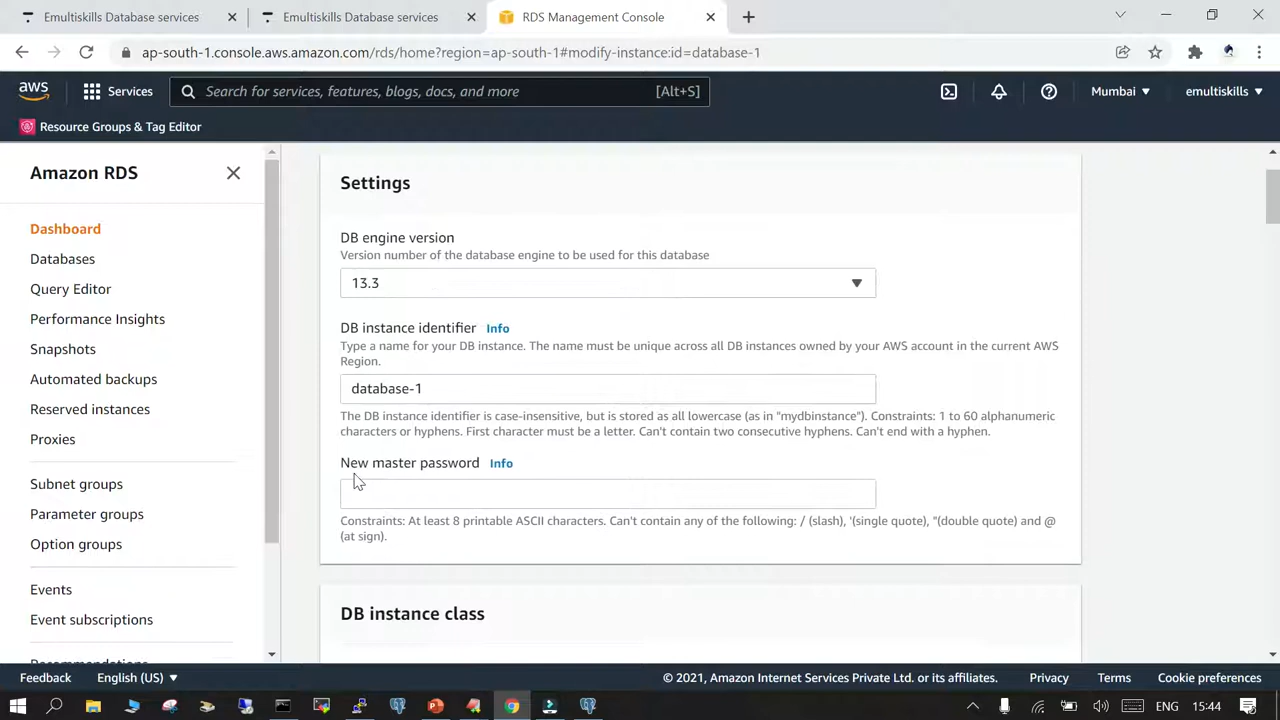 Emultiskills Database services
Emultiskills Database services
RDS Management Console
ap-south-1.console.aws.amazon.com/rds/home?region=ap-south-1#modify-instance:id=database-1
aws
Services
Search for services, features, blogs, docs, and more
[Alt+S]
Mumbai
emultiskills
Resource Groups & Tag Editor
Amazon RDS
Dashboard
Databases
Query Editor
Performance Insights
Snapshots
Automated backups
Reserved instances
Proxies
Subnet groups
Parameter groups
Option groups
Events
Event subscriptions
Recommendations
Settings
DB engine version
Version number of the database engine to be used for this database
13.3
DB instance identifier Info
Type a name for your DB instance. The name must be unique across all DB instances owned by your AWS account in the current AWS
Region.
database-1
The DB instance identifier is case-insensitive, but is stored as all lowercase (as in "mydbinstance"). Constraints: 1 to 60 alphanumeric
characters or hyphens. First character must be a letter. Can't contain two consecutive hyphens. Can't end with a hyphen.
New master password Info
Constraints: At least 8 printable ASCII characters. Can't contain any of the following: / (slash), '(single quote), "(double quote) and @
(at sign).
DB instance class
Feedback
English (US)
© 2021, Amazon Internet Services Private Ltd. or its affiliates.
Privacy
Terms
Cookie preferences
ENG
15:44